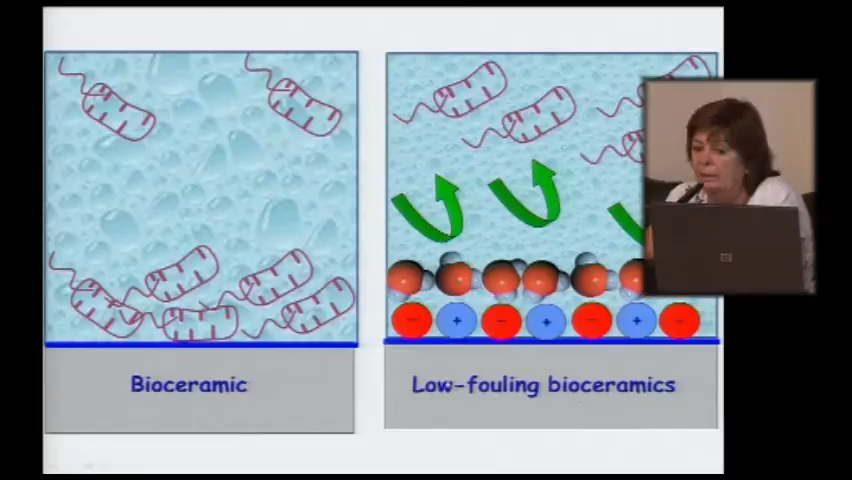 Bioceramic
Low-fouling bioceramics
− + − + − + −